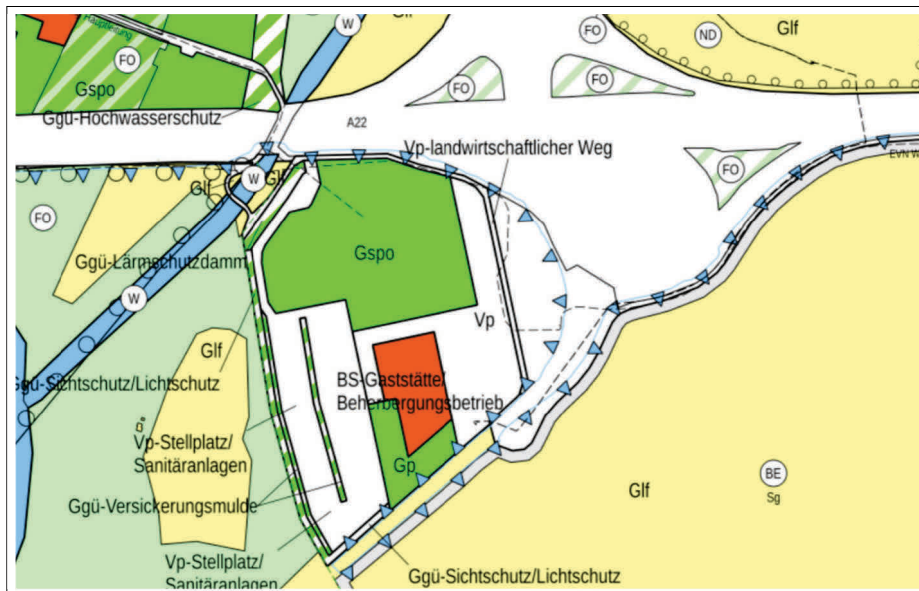 Glf
W
FO
Hauptleitung
FO
ND
Glf
FO
FO
Gspo
FO
Ggü-Hochwasserschutz
A22
Vp-landwirtschaftlicher Weg
EVN W
FO
W
Glf
Glf
FO
Gspo
Ggü-Lärmschutzdamm
W
Vp
Glf
BS-Gaststätte/
Beherbergungsbetrieb
Ggü-Sichtschutz/Lichtschutz
Vp-Stellplatz/
Sanitäranlagen
Gp
BE
Sg
Glf
Ggü-Versickerungsmulde
Vp-Stellplatz/
Sanitäranlagen
Ggü-Sichtschutz/Lichtschutz